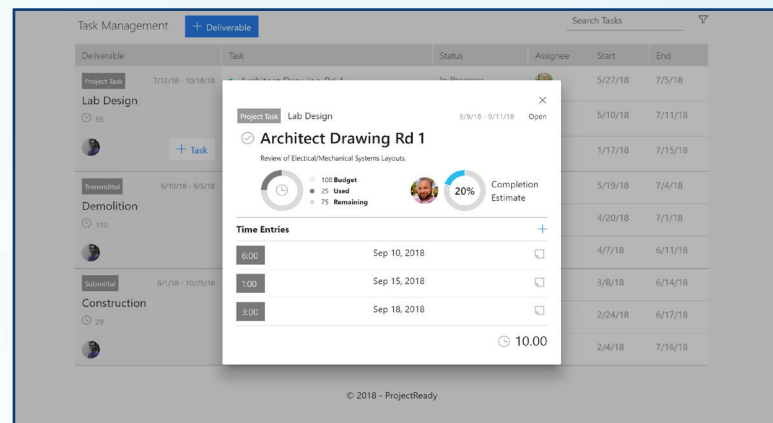 Task Management
+ Deliverable
Search Tasks
Deliverable Task Status Assignee Start End
Project Task 7/12/18 - 10/18/18
Lab Design
85
+ Task
Transmittal 6/10/18 - 9/5/18
Demolition
110
Submittal 6/1/18 - 10/25/18
Construction
29
Architect Drawing Rd 1 In Progress 5/27/18 7/5/18
5/10/18 7/11/18
1/17/18 7/15/18
5/19/18 7/4/18
4/20/18 7/1/18
4/7/18 6/11/18
3/8/18 6/14/18
2/24/18 6/17/18
2/4/18 7/16/18
Project Task Lab Design 9/9/18 - 9/11/18 Open
Architect Drawing Rd 1
Review of Electical/Mechanical Systems Layouts.
100 Budget
25 Used
75 Remaining
20%
Completion
Estimate
Time Entries +
6:00 Sep 10, 2018
1:00 Sep 15, 2018
3:00 Sep 18, 2018
10.00
© 2018 - ProjectReady